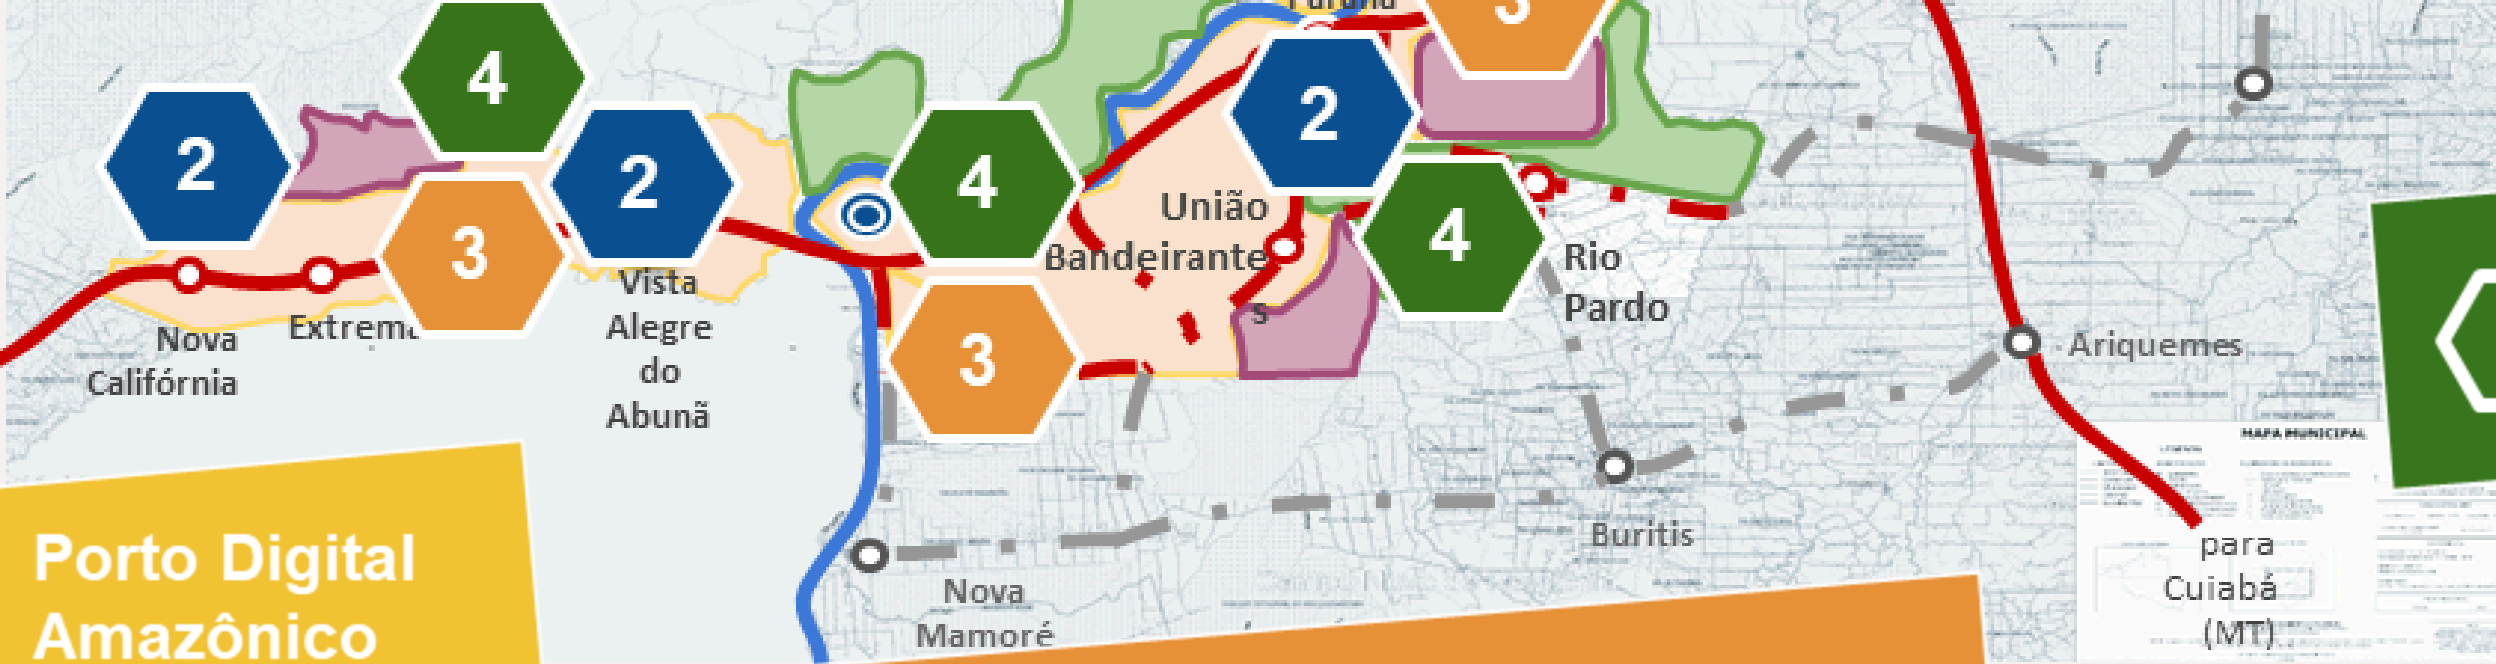 3
4
2
2
2
4
4
3
3
União
Bandeirante
s
Rio
Pardo
Vista
Alegre
do
Abunã
Nova
Califórnia
Ariquemes
MAPA MUNICIPAL
Buritis
Nova
Mamoré
para
Cuiabá
(MT)
Porto Digital
Amazônico